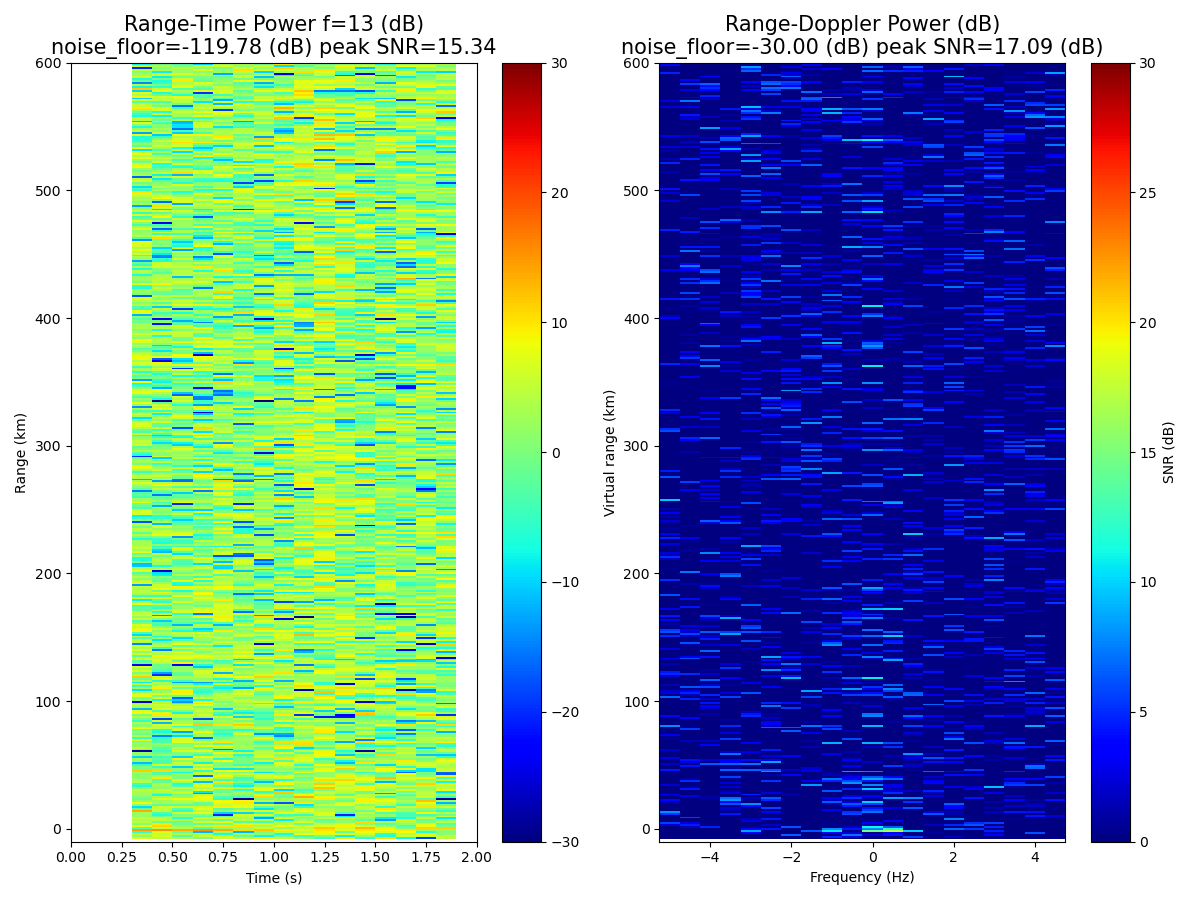 Range-Time Power f=13 (dB)
noise_floor=-119.78 (dB) peak SNR=15.34
Range-Doppler Power (dB)
noise_floor=-30.00 (dB) peak SNR=17.09 (dB)
600
500
400
300
200
100
0
Range (km)
0.00 0.25 0.50 0.75 1.00 1.25 1.50 1.75 2.00
Time (s)
30
20
10
0
−10
−20
−30
600
500
400
300
200
100
0
Virtual range (km)
−4 −2 0 2 4
Frequency (Hz)
30
25
20
15
10
5
0
SNR (dB)